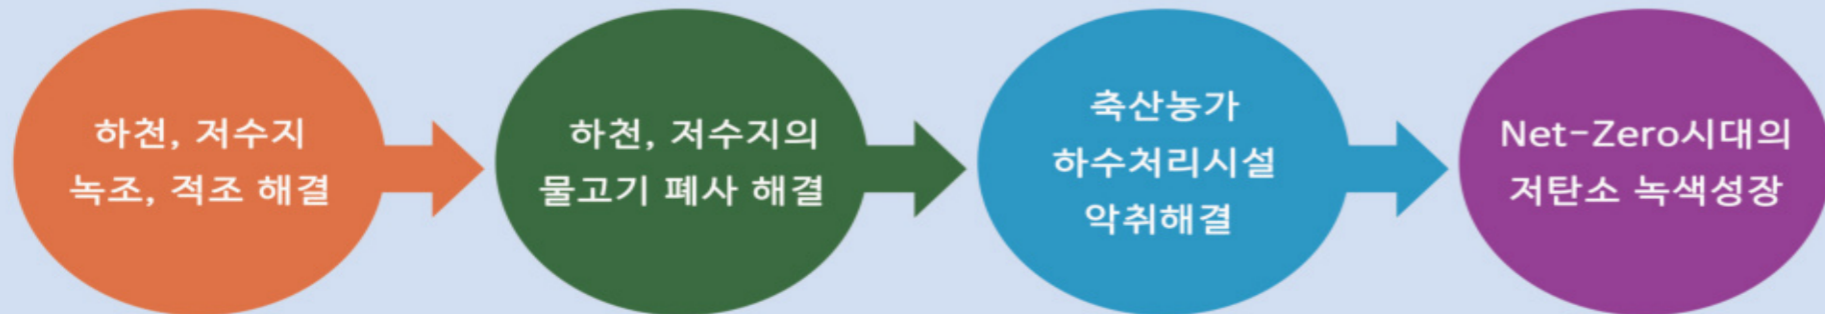 하천, 저수지
녹조, 적조 해결
하천, 저수지의
물고기 폐사 해결
축산농가
하수처리시설
악취해결
Net-Zero시대의
저탄소 녹색성장